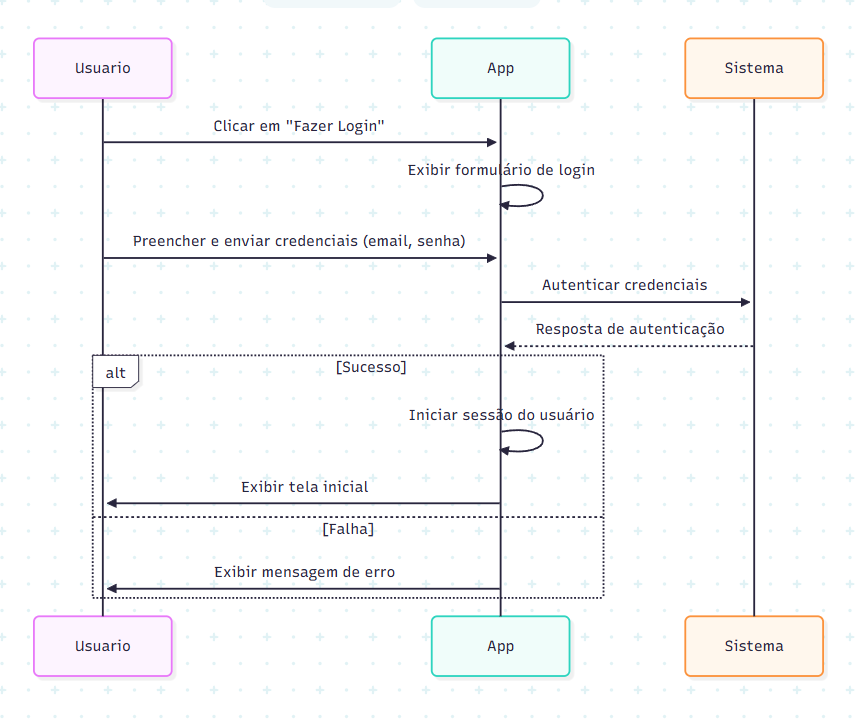 Usuario
App
Sistema
Clicar em "Fazer Login"
Exibir formulário de login
Preencher e enviar credenciais (email, senha)
Autenticar credenciais
Resposta de autenticação
alt
[Sucesso]
Iniciar sessão do usuário
Exibir tela inicial
[Falha]
Exibir mensagem de erro
Usuario
App
Sistema